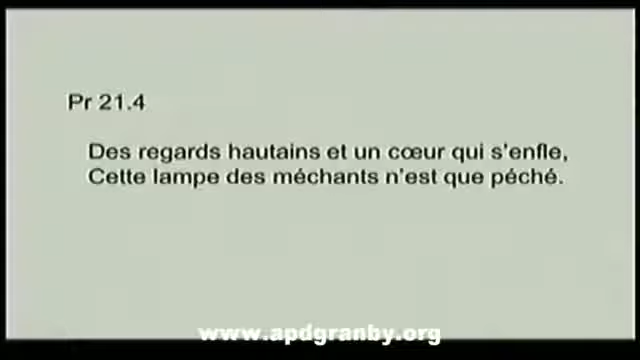 Pr 21.4
Des regards hautains et un cœur qui s'enfle,
Cette lampe des méchants n'est que péché.
www.apdgranby.org